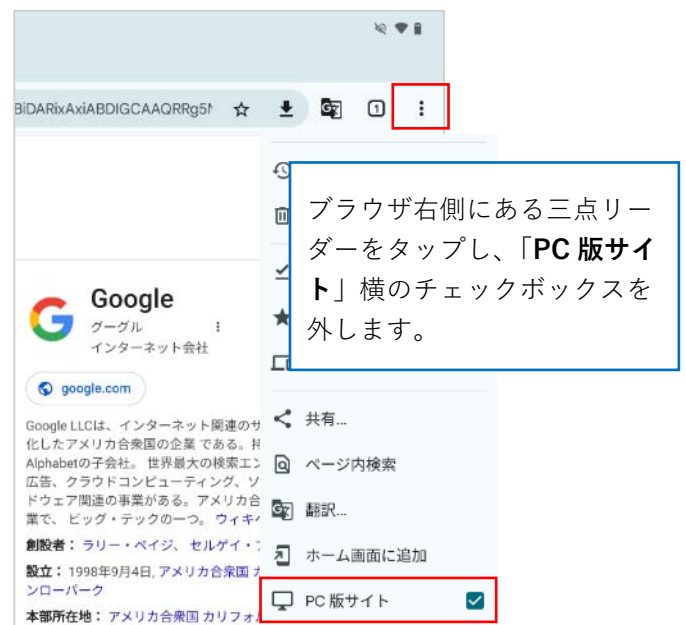 BiDARixAxiABDIGCAAQRRg5
1
ブラウザ右側にある三点リー
ダーをタップし、「PC 版サイ
ト」横のチェックボックスを
外します。
Google
グーグル
インターネット会社
google.com
Google LLCは、インターネット関連のサ
化したアメリカ合衆国の企業 である。持
Alphabetの子会社。 世界最大の検索エン
広告、クラウドコンピューティング、ソ
ドウェア関連の事業がある。アメリカ合
業で、 ビッグ・テックの一つ。 ウィキペ
創設者： ラリー・ペイジ、 セルゲイ・
設立： 1998年9月4日, アメリカ合衆国 カ
ンローパーク
本部所在地： アメリカ合衆国 カリフォル
共有...
ページ内検索
翻訳...
ホーム画面に追加
PC 版サイト